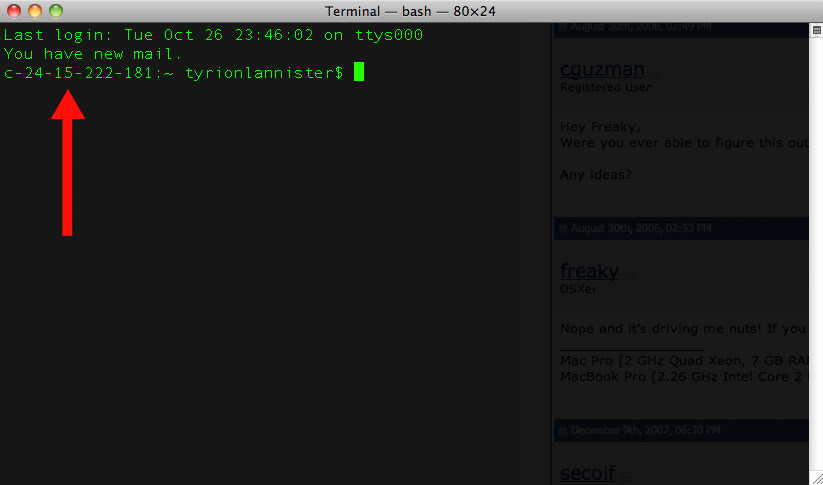 Terminal — bash — 80×24
Last login: Tue Oct 26 23:46:02 on ttys000
You have new mail.
c-24-15-222-181:~ tyrionlannister$
August 30th, 2006, 02:49 PM
cguzman
Registered User
Hey Freaky,
Were you ever able to figure this out
Any ideas?
August 30th, 2006, 02:53 PM
freaky
OSXer
Nope and it's driving me nuts! If you
Mac Pro [2 GHz Quad Xeon, 7 GB RA
MacBook Pro [2.26 GHz Intel Core 2
December 9th, 2007, 06:30 PM
secoif